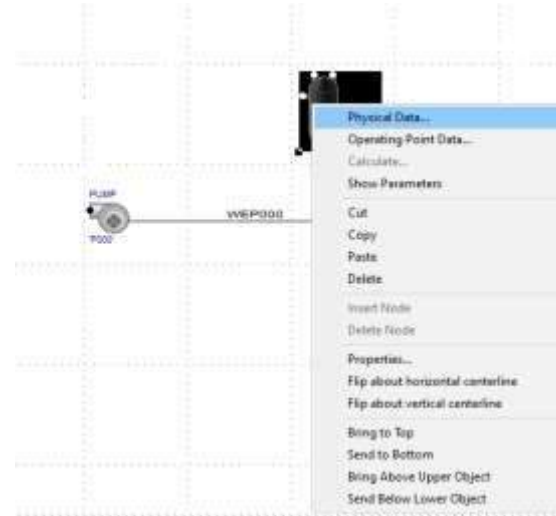 Physical Data...
Operating Point Data...
Calculate...
Show Parameters
PUMP
WEP000
P000
Cut
Copy
Paste
Delete
Insert Node
Delete Node
Properties...
Flip about horizontal centerline
Flip about vertical centerline
Bring to Top
Send to Bottom
Bring Above Upper Object
Send Below Lower Object